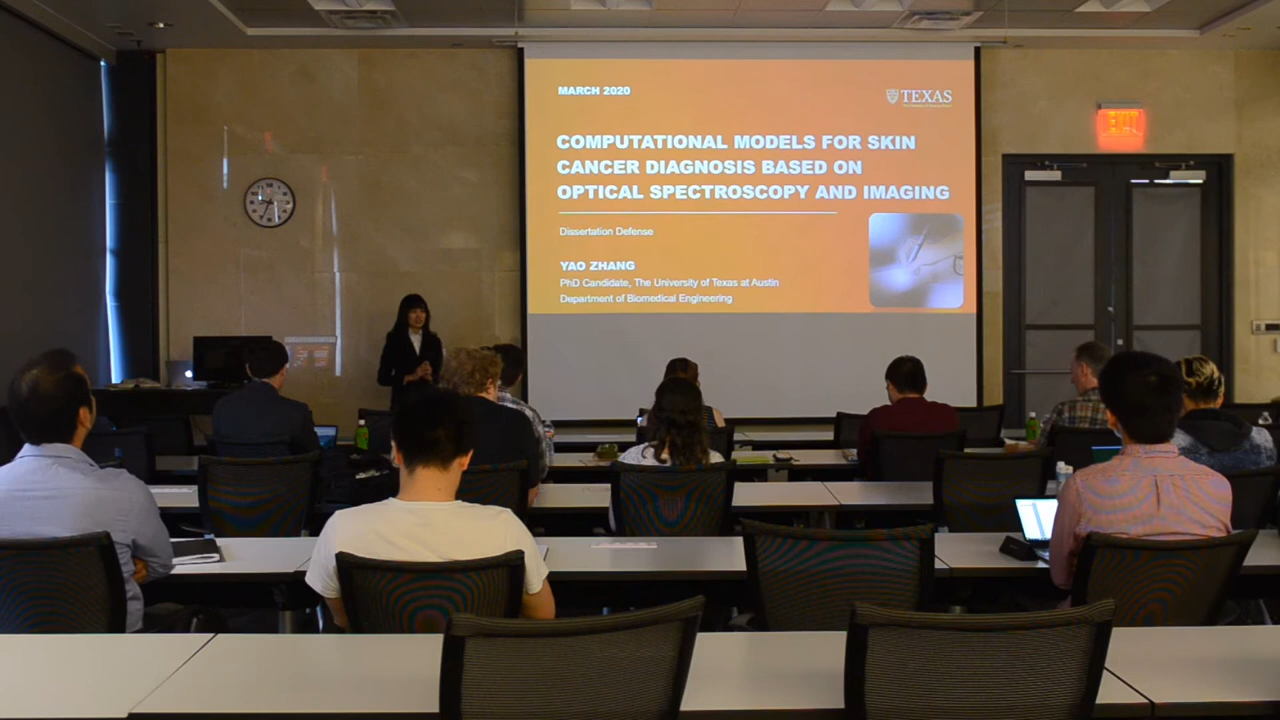 MARCH 2020
TEXAS
COMPUTATIONAL MODELS FOR SKIN
CANCER DIAGNOSIS BASED ON
OPTICAL SPECTROSCOPY AND IMAGING
Dissertation Defense
YAO ZHANG
PhD Candidate, The University of Texas at Austin
Department of Biomedical Engineering
EXIT